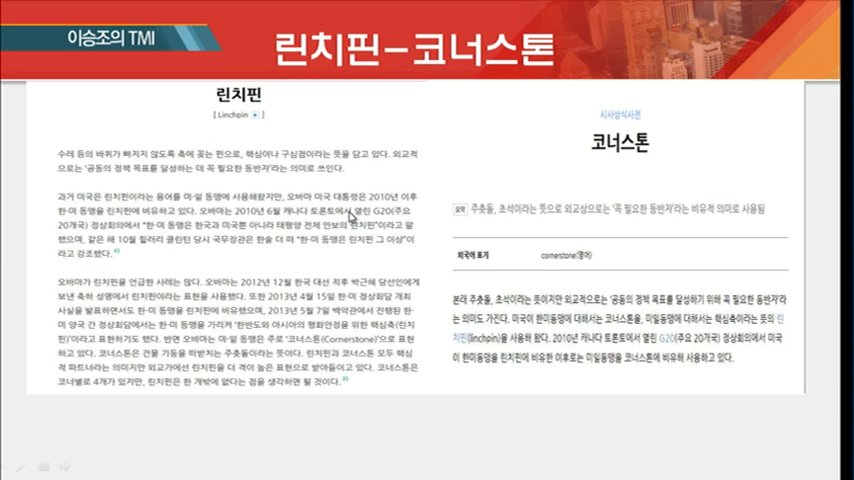 이승조의 TMI
린치핀-코너스톤
린치핀
[ Linchpin ]
수레 등의 바퀴가 빠지지 않도록 축에 꽂는 핀으로, 핵심이나 구심점이라는 뜻을 담고 있다. 외교적
으로는 '공동의 정책 목표를 달성하는 데 꼭 필요한 동반자'라는 의미로 쓰인다.
과거 미국은 린치핀이라는 용어를 미·일 동맹에 사용해왔지만, 오바마 미국 대통령은 2010년 이후
한·미 동맹을 린치핀에 비유하고 있다. 오바마는 2010년 6월 캐나다 토론토에서 열린 G20(주요
20개국) 정상회의에서 "한·미 동맹은 한국과 미국뿐 아니라 태평양 전체 안보의 린치핀"이라고 말
했으며, 같은 해 10월 힐러리 클린턴 당시 국무장관은 한술 더 떠 "한·미 동맹은 린치핀 그 이상"이
라고 강조했다.
오바마가 린치핀을 언급한 사례는 많다. 오바마는 2012년 12월 한국 대선 직후 박근혜 당선인에게
보낸 축하 성명에서 린치핀이라는 표현을 사용했다. 또한 2013년 4월 15일 한·미 정상회담 개최
사실을 발표하면서도 한·미 동맹을 린치핀에 비유했으며, 2013년 5월 7일 백악관에서 진행된 한·
미 양국 간 정상회담에서는 한·미 동맹을 가리켜 '한반도와 아시아의 평화안정을 위한 핵심축(린치
핀)'이라고 표현하기도 했다. 반면 오바마는 미·일 동맹은 주로 '코너스톤(Cornerstone)'으로 표현
하고 있다. 코너스톤은 건물 기둥을 떠받치는 주춧돌이라는 뜻이다. 린치핀과 코너스톤 모두 핵심
적 파트너라는 의미지만 외교가에선 린치핀을 더 격이 높은 표현으로 받아들이고 있다. 코너스톤은
코너별로 4개가 있지만, 린치핀은 한 개밖에 없다는 점을 생각하면 될 것이다.
시사상식사전
코너스톤
요약 주춧돌, 초석이라는 뜻으로 외교상으로는 '꼭 필요한 동반자'라는 비유적 의미로 사용됨
외국어 표기 cornerstone(영어)
본래 주춧돌, 초석이라는 뜻이지만 외교적으로는 '공동의 정책 목표를 달성하기 위해 꼭 필요한 동반자'라
는 의미도 가진다. 미국이 한미동맹에 대해서는 코너스톤을, 미일동맹에 대해서는 핵심축이라는 뜻의 린
치핀(linchpin)을 사용해 왔다. 2010년 캐나다 토론토에서 열린 G20(주요 20개국) 정상회의에서 미국
이 한미동맹을 린치핀에 비유한 이후로는 미일동맹을 코너스톤에 비유해 사용하고 있다.